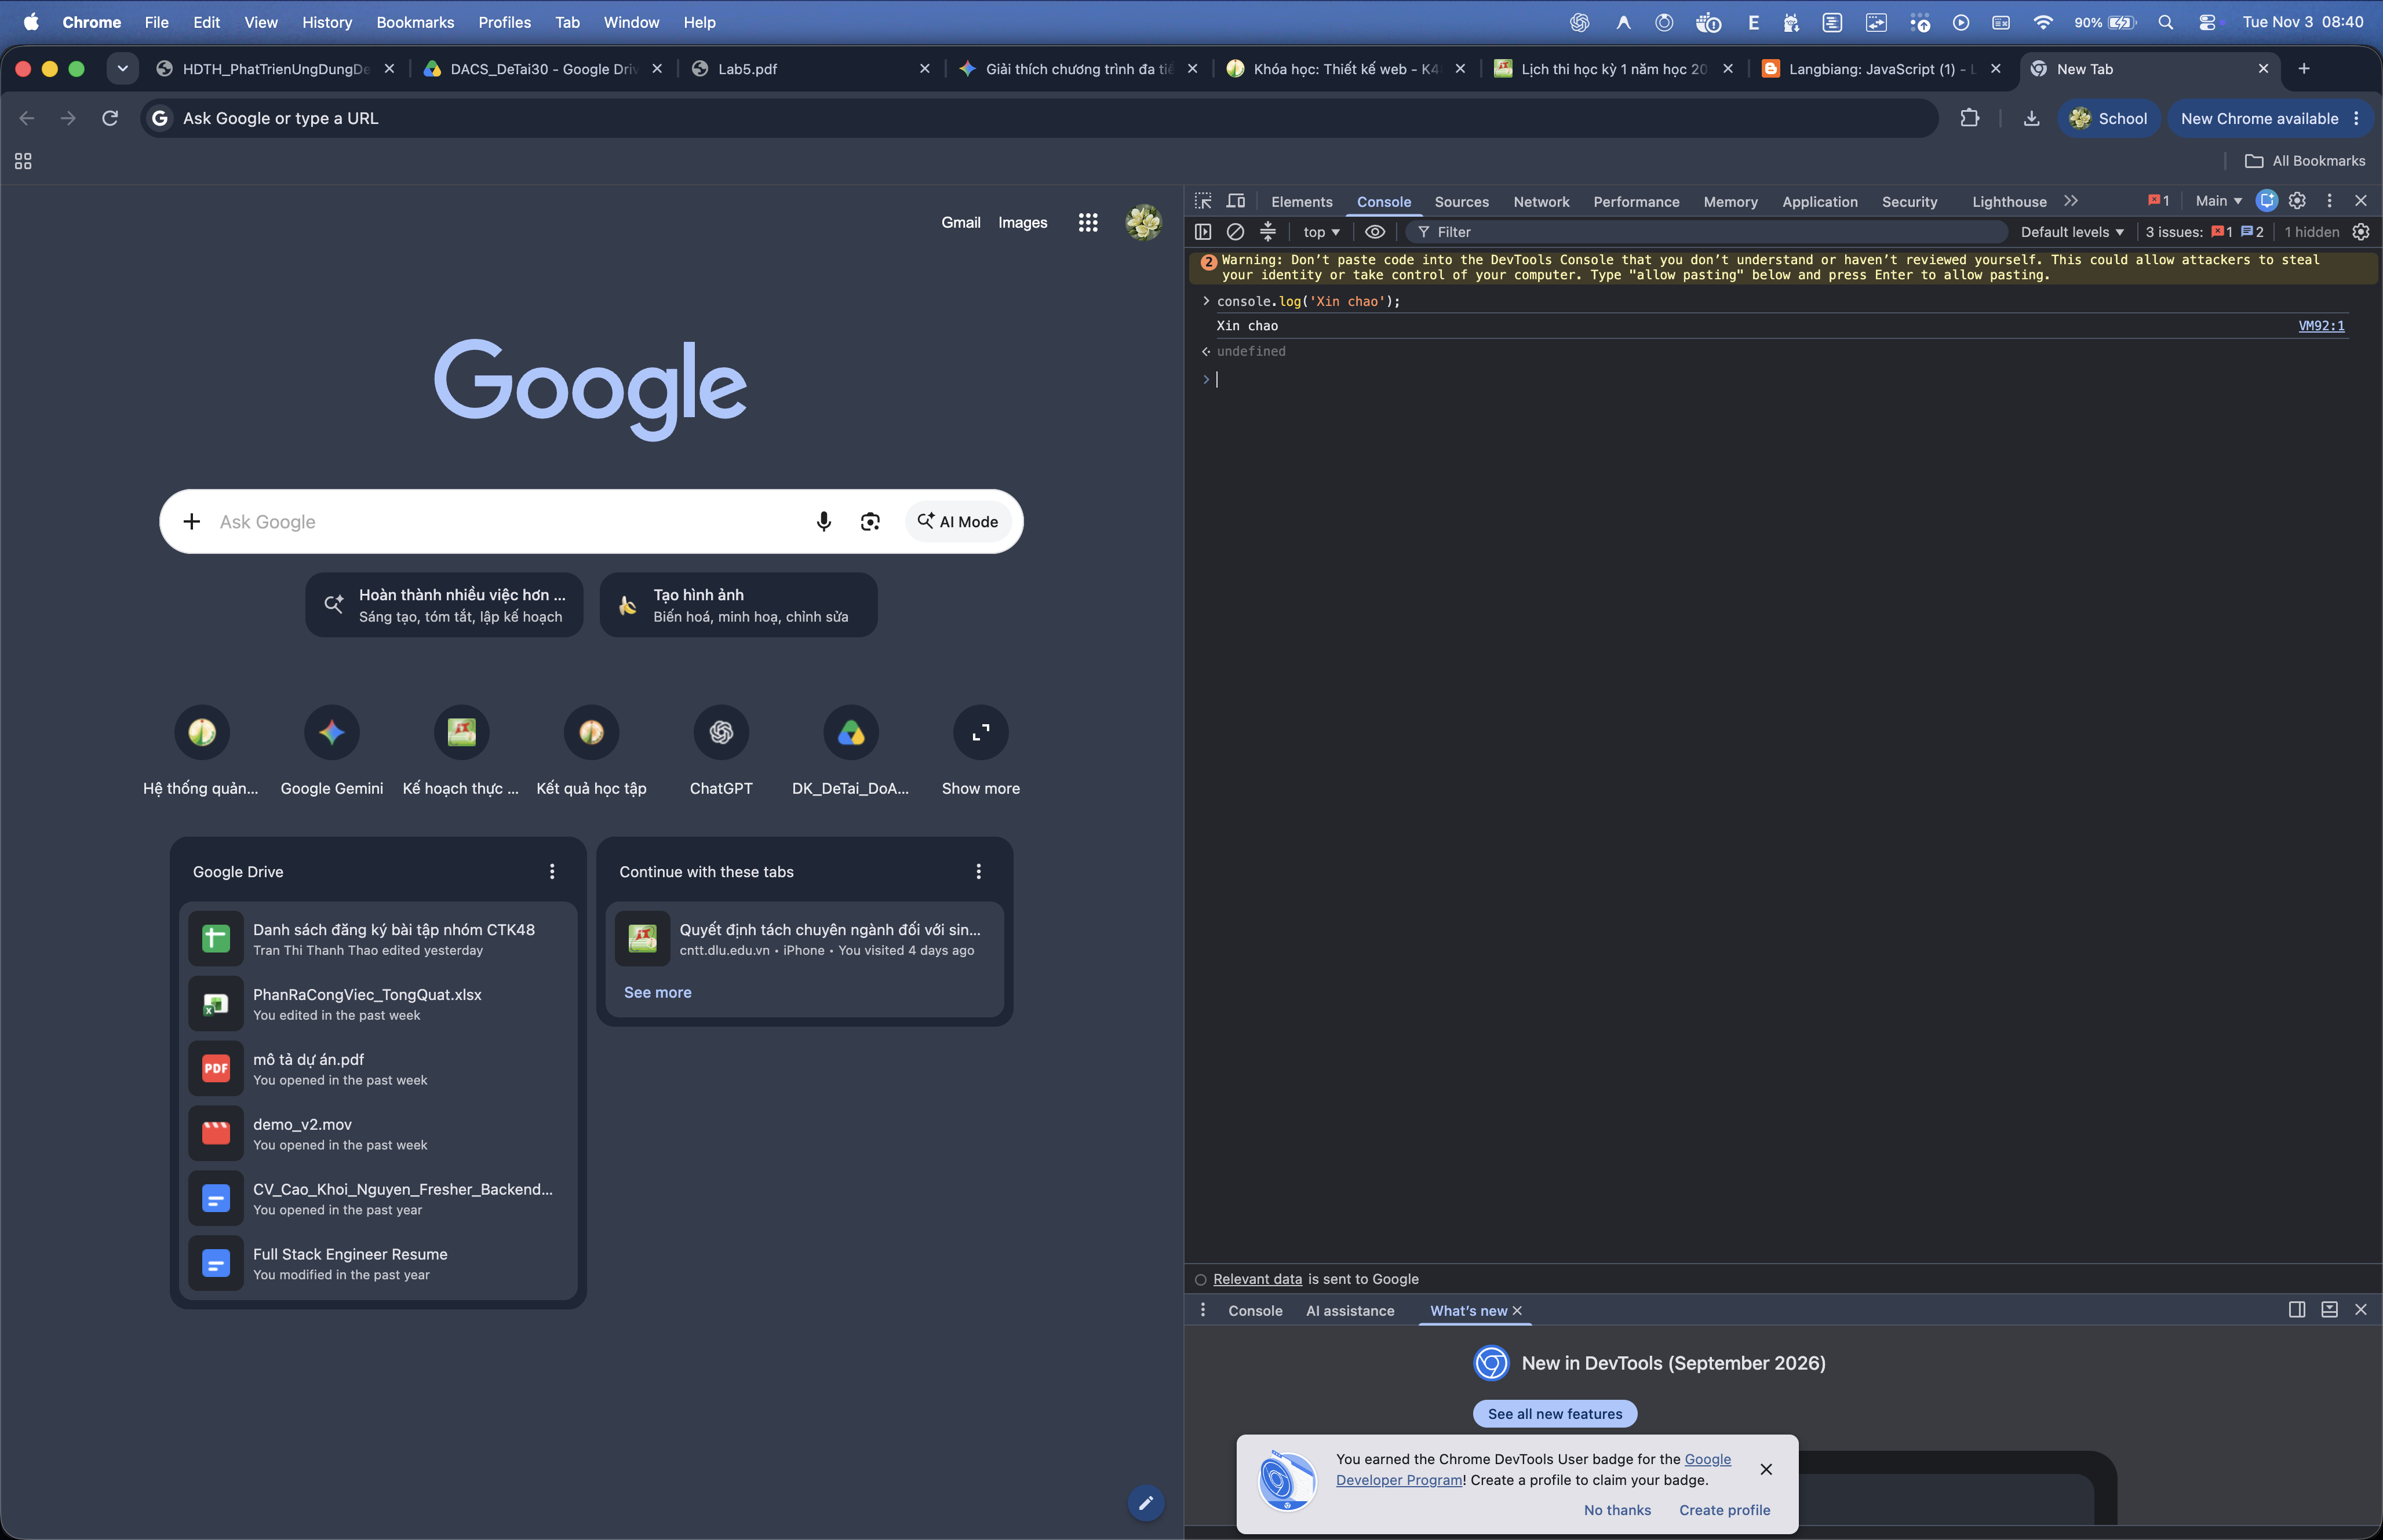 Chrome File Edit View History Bookmarks Profiles Tab Window Help
E 90% Tue Nov 3 08:40
HDTH_PhatTrienUngDungDe
DACS_DeTai30 - Google Driv
Lab5.pdf
Giải thích chương trình đa tiế
Khóa học: Thiết kế web - K4
Lịch thi học kỳ 1 năm học 20
Langbiang: JavaScript (1) - L
New Tab
Ask Google or type a URL
School
New Chrome available
All Bookmarks
Gmail Images
Google
Ask Google
AI Mode
Hoàn thành nhiều việc hơn ...
Sáng tạo, tóm tắt, lập kế hoạch
Tạo hình ảnh
Biến hoá, minh hoạ, chỉnh sửa
Hệ thống quản...
Google Gemini
Kế hoạch thực ...
Kết quả học tập
ChatGPT
DK_DeTai_DoA...
Show more
Google Drive
Danh sách đăng ký bài tập nhóm CTK48
Tran Thi Thanh Thao edited yesterday
PhanRaCongViec_TongQuat.xlsx
You edited in the past week
PDF
mô tả dự án.pdf
You opened in the past week
demo_v2.mov
You opened in the past week
CV_Cao_Khoi_Nguyen_Fresher_Backend...
You opened in the past year
Full Stack Engineer Resume
You modified in the past year
Continue with these tabs
Quyết định tách chuyên ngành đối với sin...
cntt.dlu.edu.vn • iPhone • You visited 4 days ago
See more
Elements Console Sources Network Performance Memory Application Security Lighthouse
1 Main
top Filter Default levels 3 issues: 1 2 1 hidden
2 Warning: Don’t paste code into the DevTools Console that you don’t understand or haven’t reviewed yourself. This could allow attackers to steal
your identity or take control of your computer. Type "allow pasting" below and press Enter to allow pasting.
> console.log('Xin chao');
Xin chao VM92:1
undefined
>
Relevant data is sent to Google
Console AI assistance What's new
New in DevTools (September 2026)
See all new features
You earned the Chrome DevTools User badge for the Google
Developer Program! Create a profile to claim your badge.
No thanks Create profile